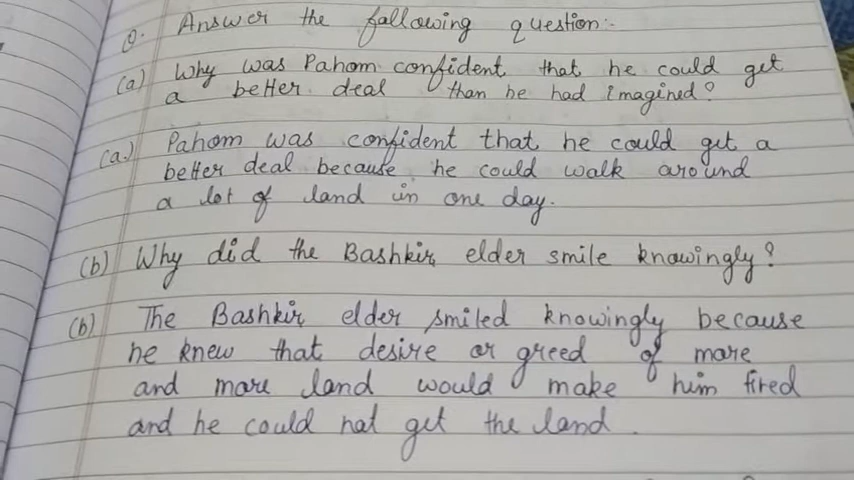 Q. Answer the following question:-
(a) Why was Pahom confident that he could get
a better deal than he had imagined?
(a.) Pahom was confident that he could get a
better deal because he could walk around
a lot of land in one day.
(b) Why did the Bashkir elder smile knowingly?
(b) The Bashkir elder smiled knowingly because
he knew that desire or greed of more
and more land would make him tired
and he could not get the land.